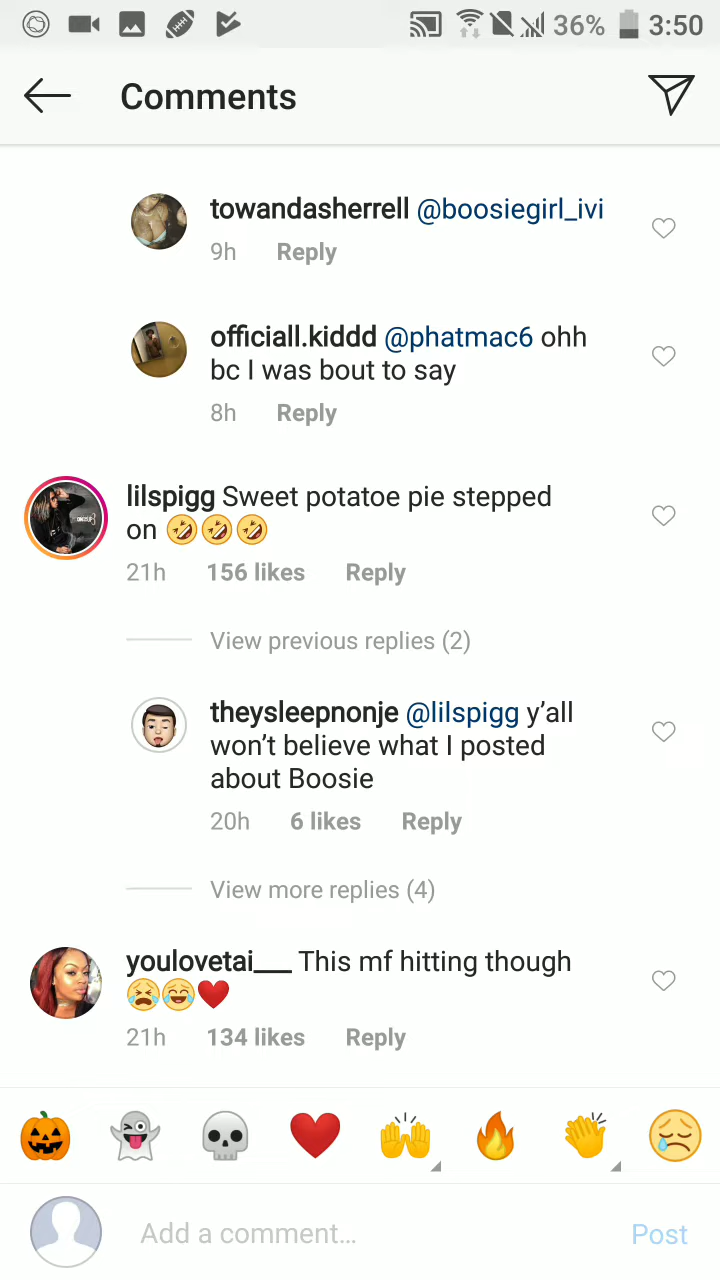 36% 3:50
Comments
towandasherrell @boosiegirl_ivi
9h Reply
officiall.kiddd @phatmac6 ohh
bc I was bout to say
8h Reply
lilspigg Sweet potatoe pie stepped
on 🤣🤣🤣
21h 156 likes Reply
View previous replies (2)
theysleepnonje @lilspigg y’all
won’t believe what I posted
about Boosie
20h 6 likes Reply
View more replies (4)
youlovetai___ This mf hitting though
😭😂❤️
21h 134 likes Reply
Add a comment...
Post